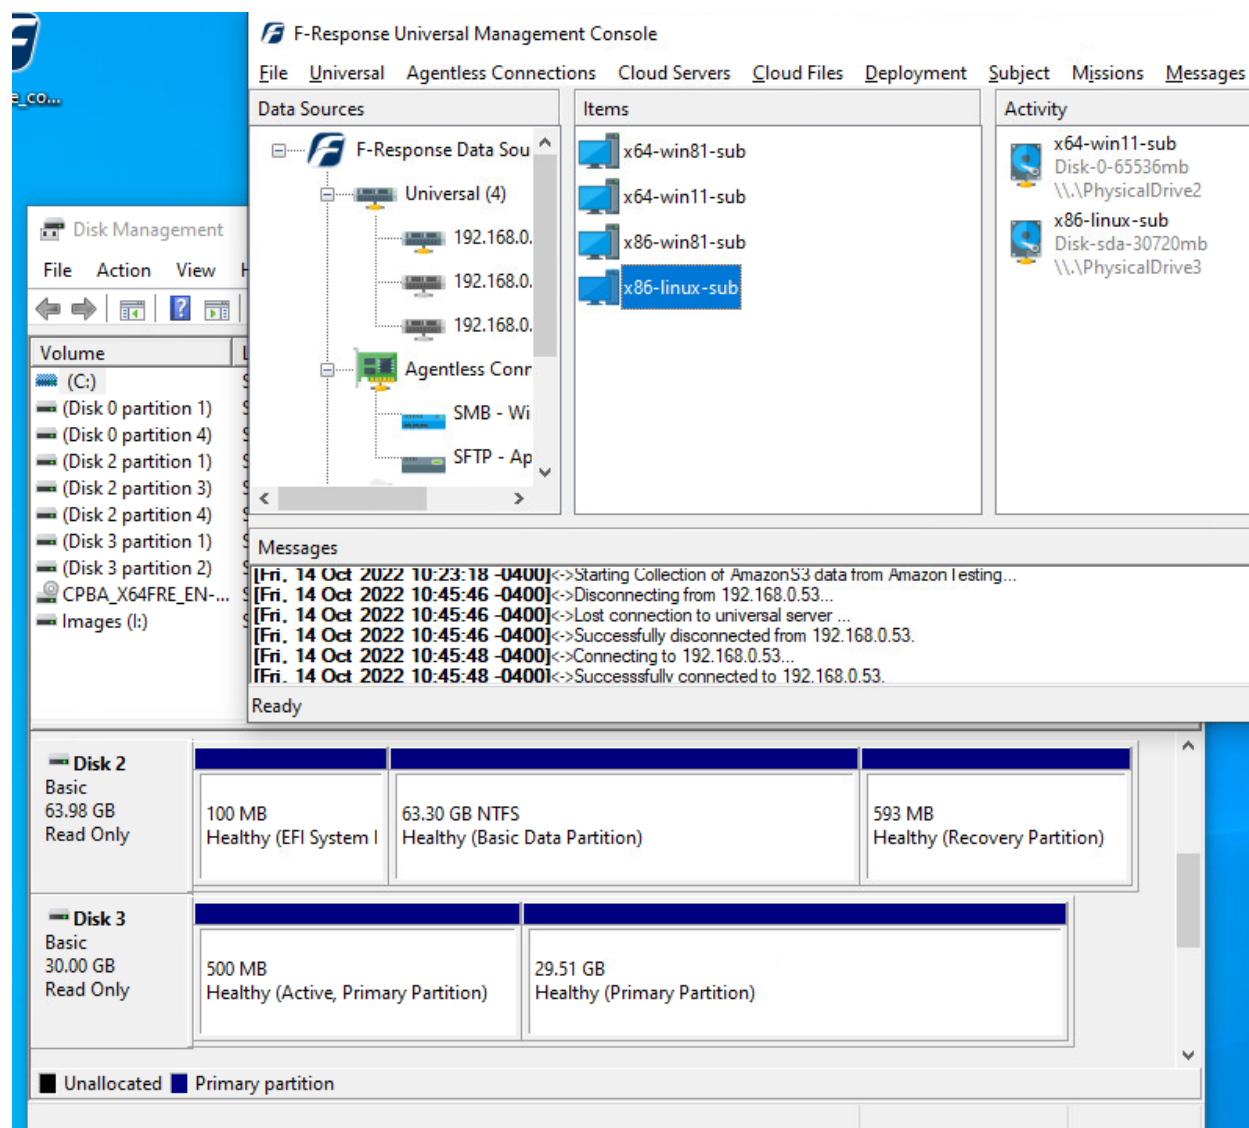 e_co...
F-Response Universal Management Console
File Universal Agentless Connections Cloud Servers Cloud Files Deployment Subject Missions Messages
Data Sources
F-Response Data Sou
Universal (4)
192.168.0.
192.168.0.
192.168.0.
Agentless Conr
SMB - Wi
SFTP - Ap
Items
x64-win81-sub
x64-win11-sub
x86-win81-sub
x86-linux-sub
Activity
x64-win11-sub
Disk-0-65536mb
\\.\PhysicalDrive2
x86-linux-sub
Disk-sda-30720mb
\\.\PhysicalDrive3
Messages
[Fri, 14 Oct 2022 10:23:18 -0400]<->Starting Collection of AmazonS3 data from AmazonTesting...
[Fri, 14 Oct 2022 10:45:46 -0400]<->Disconnecting from 192.168.0.53...
[Fri, 14 Oct 2022 10:45:46 -0400]<->Lost connection to universal server ...
[Fri, 14 Oct 2022 10:45:46 -0400]<->Successfully disconnected from 192.168.0.53.
[Fri, 14 Oct 2022 10:45:48 -0400]<->Connecting to 192.168.0.53...
[Fri, 14 Oct 2022 10:45:48 -0400]<->Successsfully connected to 192.168.0.53.
Ready
Disk Management
File Action View
Volume
(C:)
(Disk 0 partition 1)
(Disk 0 partition 4)
(Disk 2 partition 1)
(Disk 2 partition 3)
(Disk 2 partition 4)
(Disk 3 partition 1)
(Disk 3 partition 2)
CPBA_X64FRE_EN-...
Images (I:)
Disk 2
Basic
63.98 GB
Read Only
100 MB
Healthy (EFI System
63.30 GB NTFS
Healthy (Basic Data Partition)
593 MB
Healthy (Recovery Partition)
Disk 3
Basic
30.00 GB
Read Only
500 MB
Healthy (Active, Primary Partition)
29.51 GB
Healthy (Primary Partition)
Unallocated Primary partition